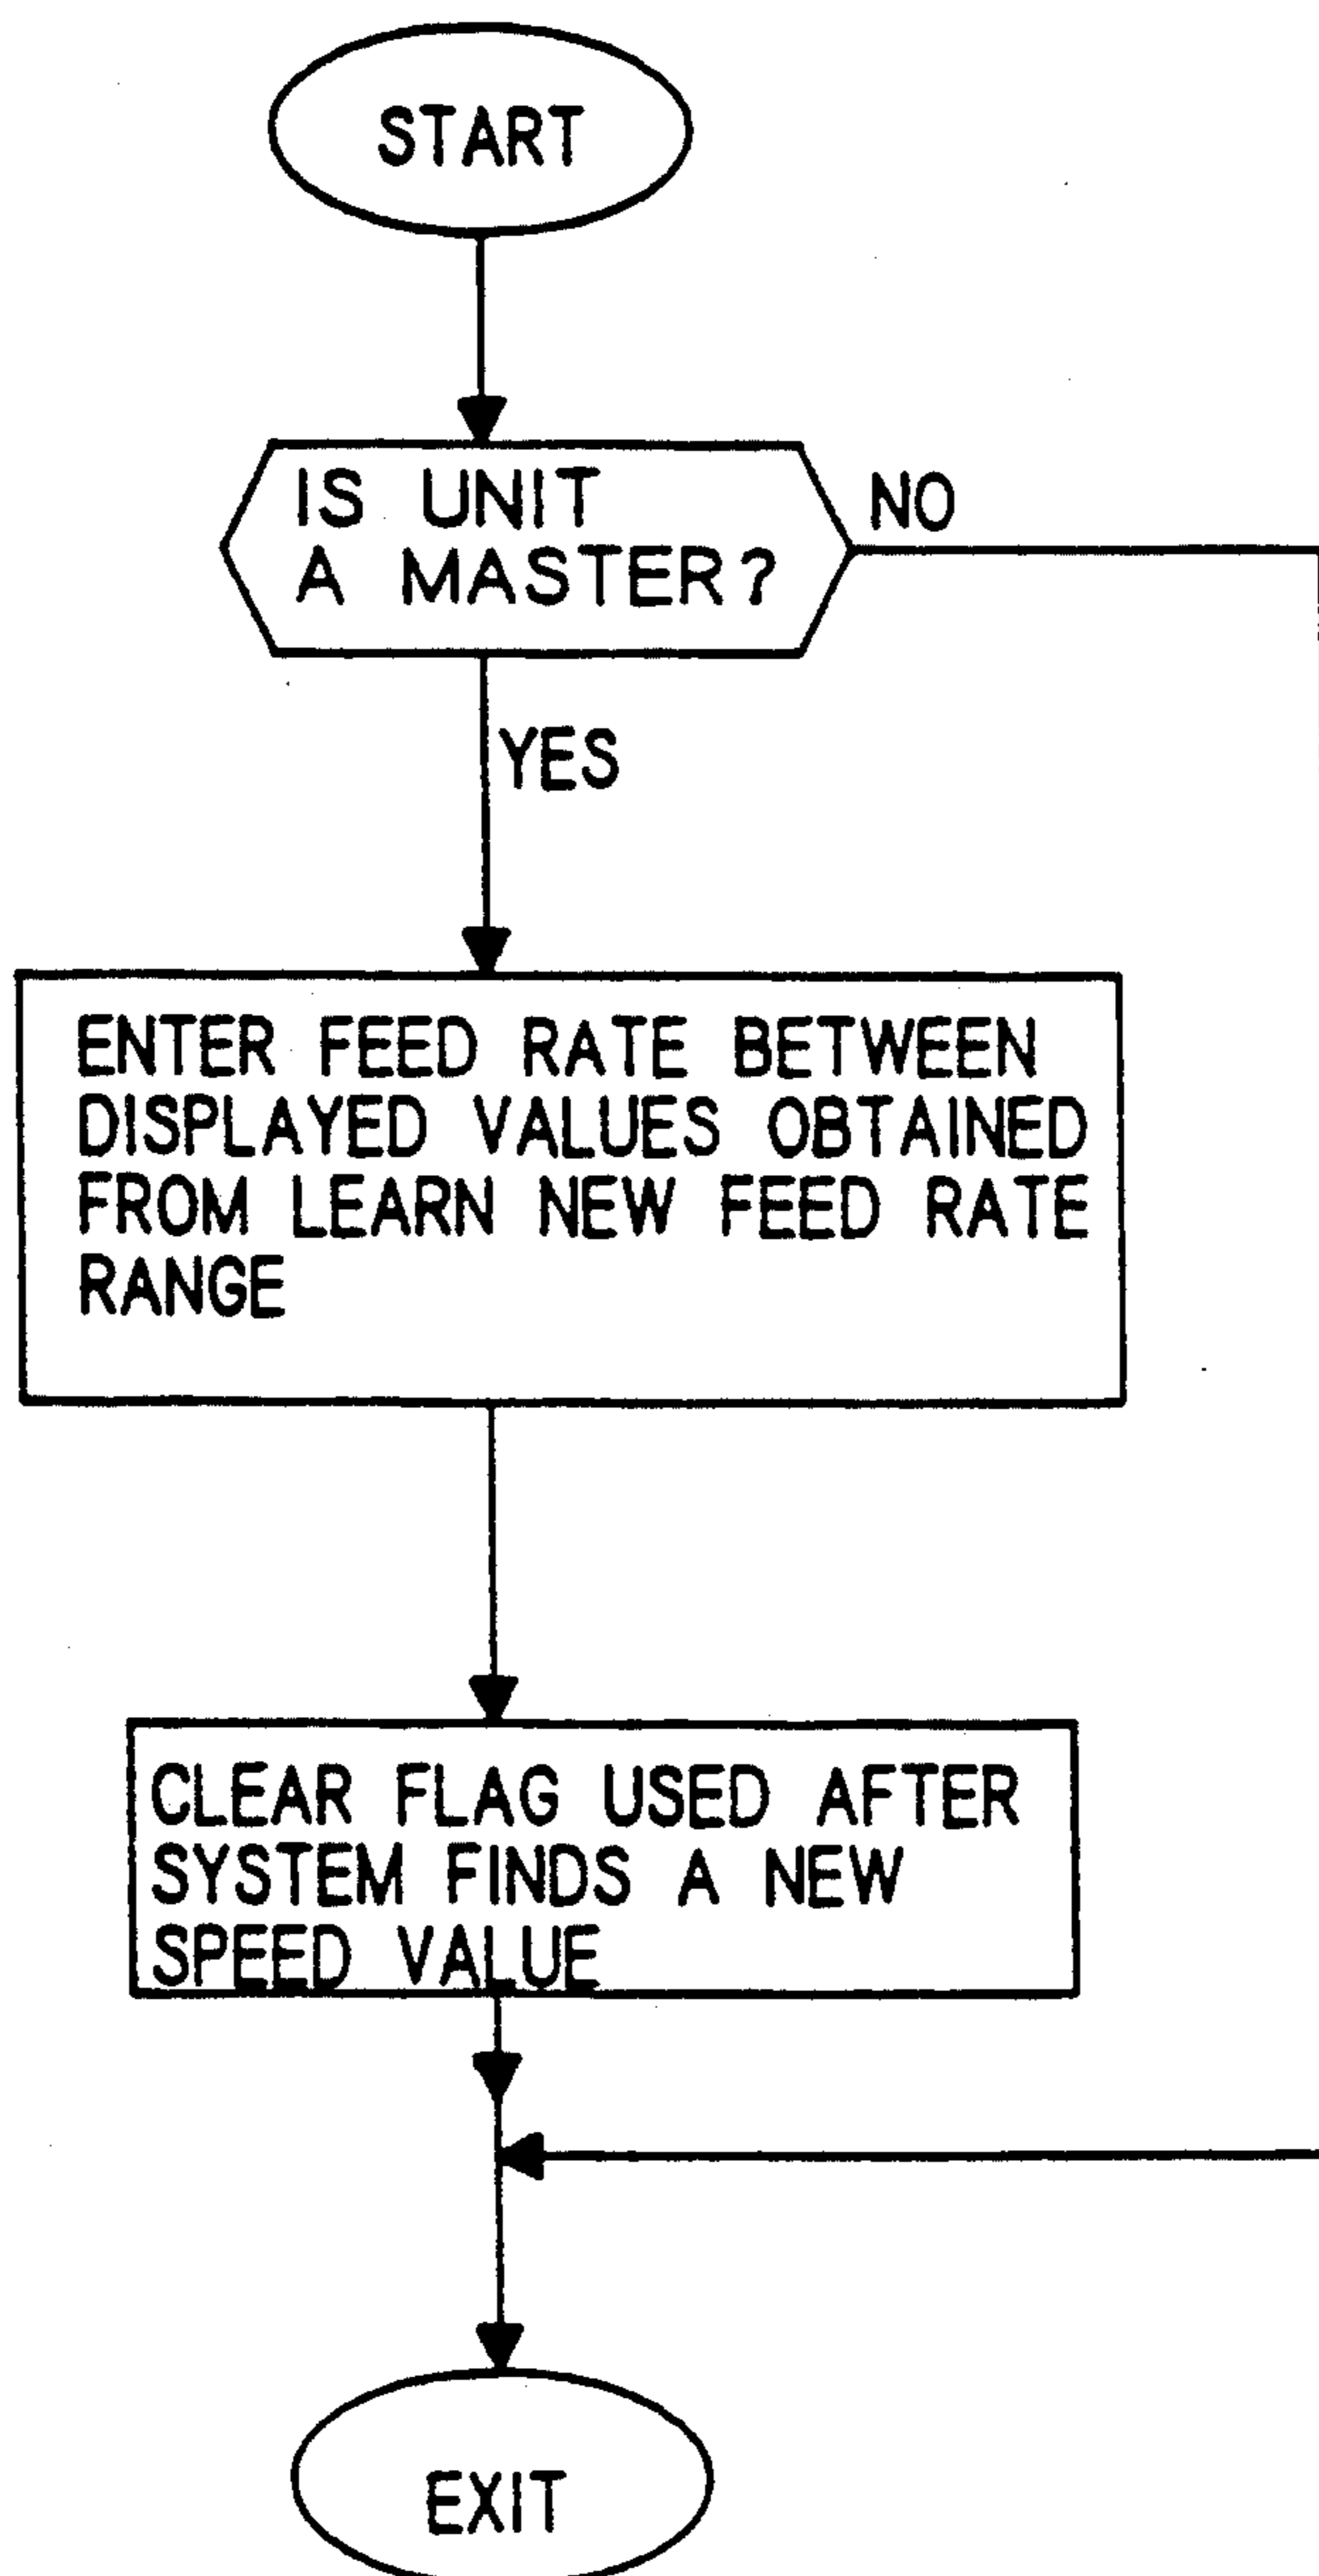 START
IS UNIT
A MASTER?
NO
YES
ENTER FEED RATE BETWEEN
DISPLAYED VALUES OBTAINED
FROM LEARN NEW FEED RATE
RANGE
CLEAR FLAG USED AFTER
SYSTEM FINDS A NEW
SPEED VALUE
EXIT